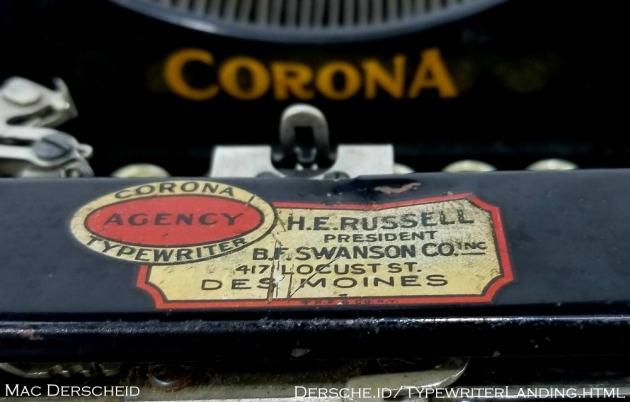 CORONA
CORONA
AGENCY
TYPEWRITER
H.E. RUSSELL
PRESIDENT
B.F. SWANSON CO. INC
417 LOCUST ST.
DES MOINES
MAC DERSCHEID
DERSCHE.ID/TYPEWRITERLANDING.HTML